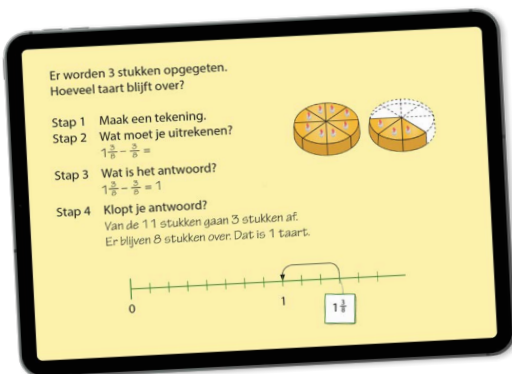 Er worden 3 stukken opgegeten.
Hoeveel taart blijft over?
Stap 1 Maak een tekening.
Stap 2 Wat moet je uitrekenen?
1 3/8 - 3/8 =
Stap 3 Wat is het antwoord?
1 3/8 - 3/8 = 1
Stap 4 Klopt je antwoord?
Van de 11 stukken gaan 3 stukken af.
Er blijven 8 stukken over. Dat is 1 taart.
0 1 1 3/8